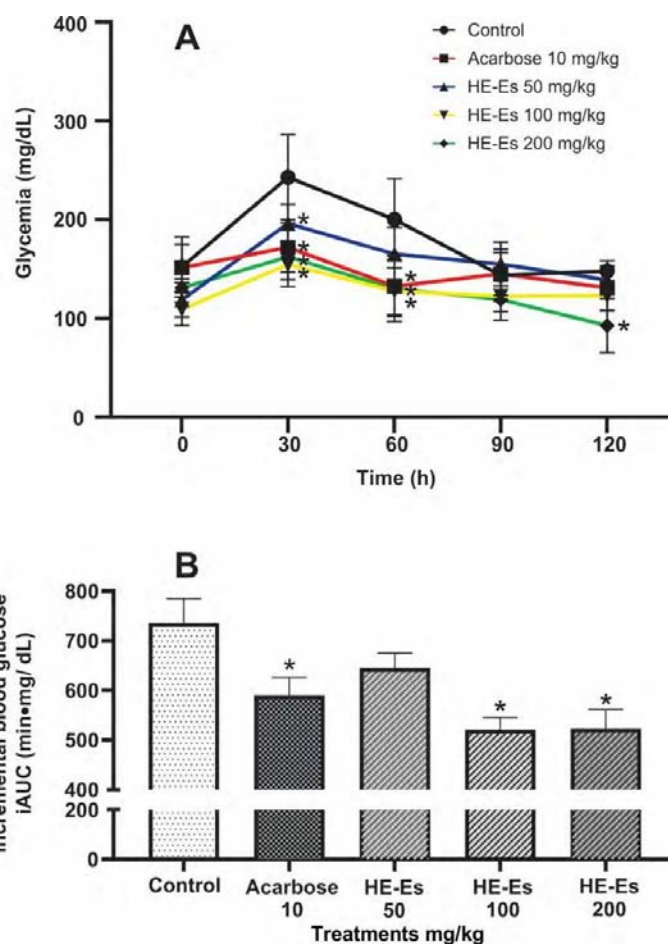 400
A
Control
Acarbose 10 mg/kg
HE-Es 50 mg/kg
HE-Es 100 mg/kg
HE-Es 200 mg/kg
300
200
100
0
Glycemia (mg/dL)
*
*
*
*
*
*
*
*
0 30 60 90 120
Time (h)
B
800
700
600
500
400
200
0
blood glucose
iAUC (min•mg/ dL)
*
*
*
Control Acarbose HE-Es HE-Es HE-Es
10 50 100 200
Treatments mg/kg